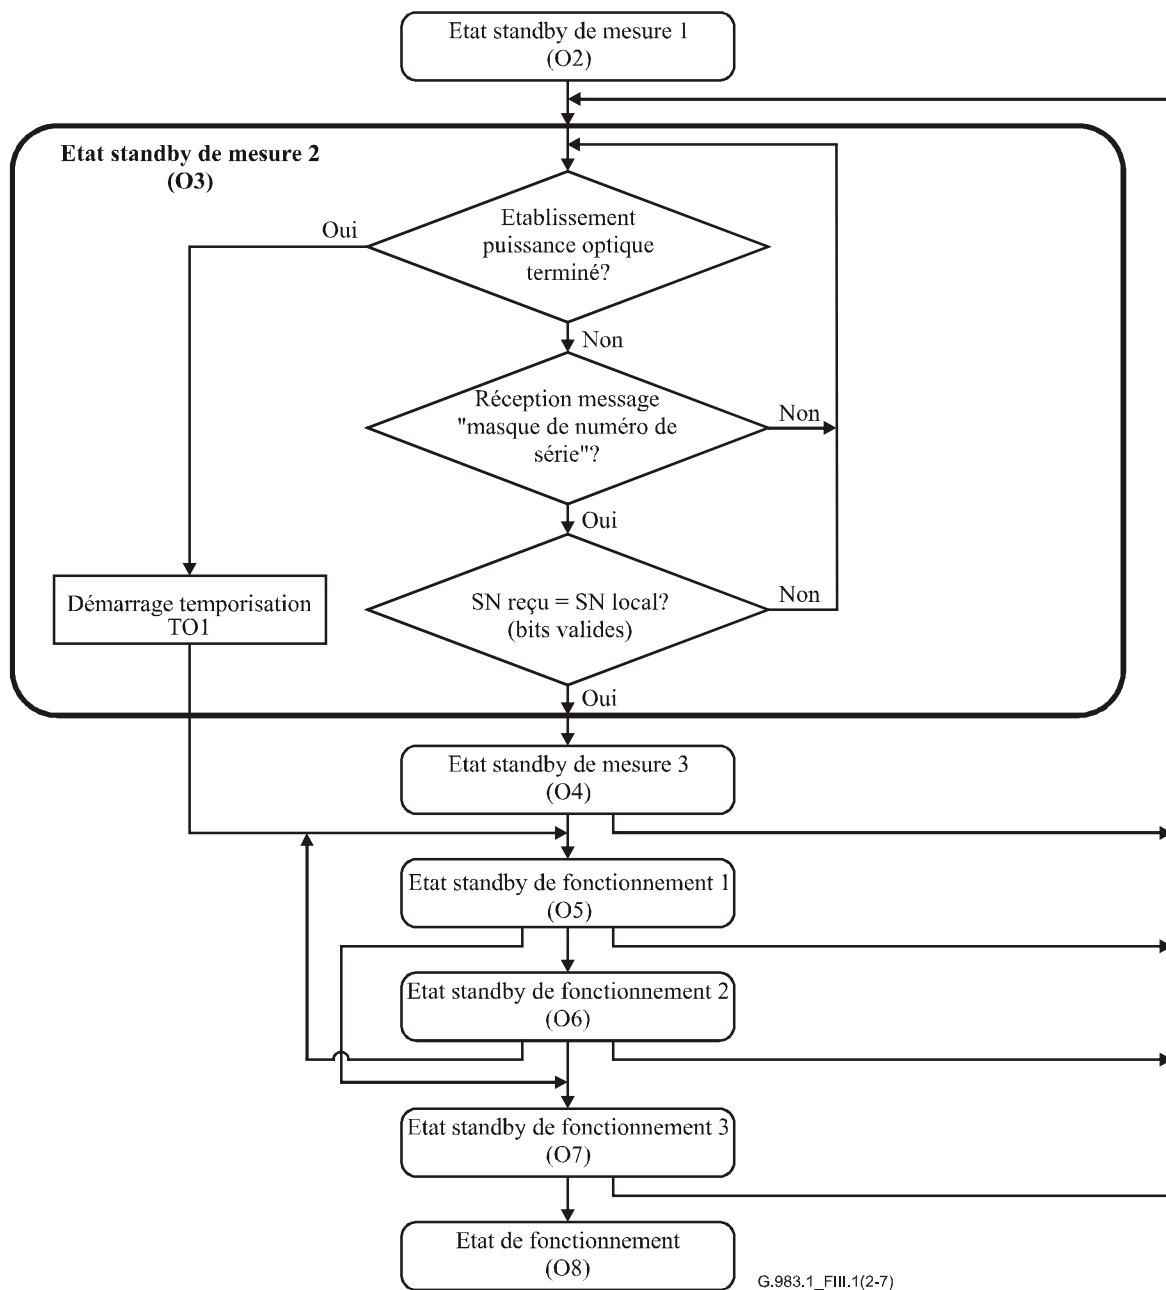 Etat standby de mesure 1
(O2)
Etat standby de mesure 2
(O3)
Etablissement
puissance optique
terminé?
Oui
Non
Réception message
"masque de numéro de
série"?
Non
Oui
SN reçu = SN local?
(bits valides)
Non
Démarrage temporisation
TO1
Oui
Etat standby de mesure 3
(O4)
Etat standby de fonctionnement 1
(O5)
Etat standby de fonctionnement 2
(O6)
Etat standby de fonctionnement 3
(O7)
Etat de fonctionnement
(O8)
G.983.1_FIII.1(2-7)